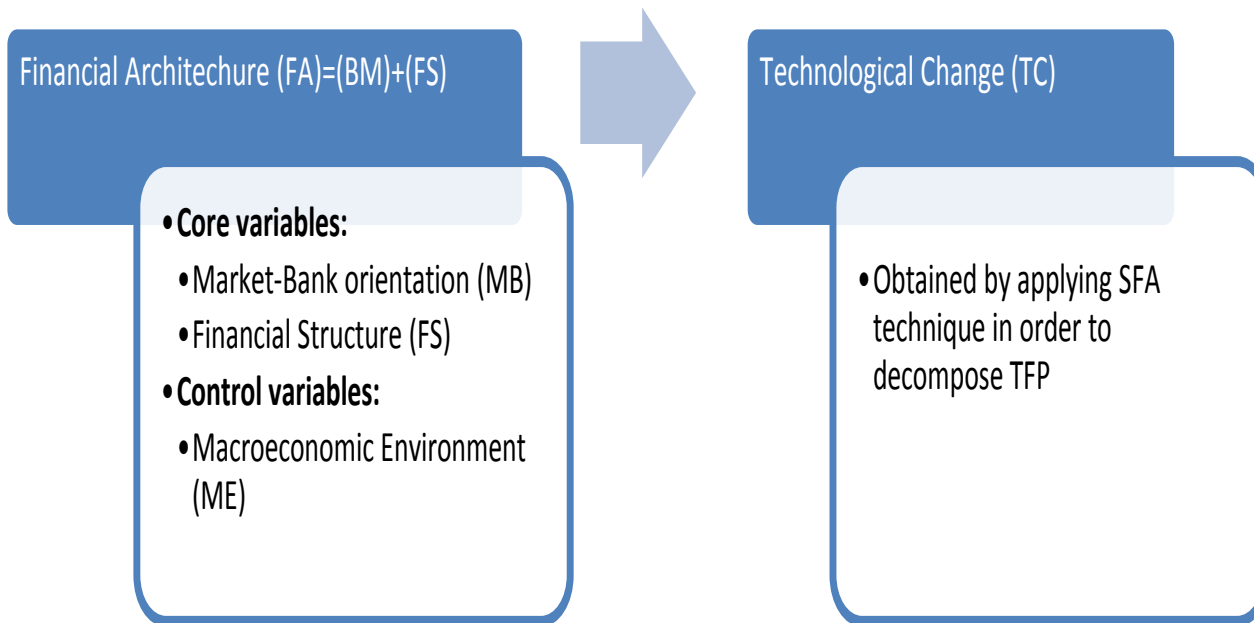 Financial Architechure (FA)=(BM)+(FS)
•Core variables:
•Market-Bank orientation (MB)
•Financial Structure (FS)
•Control variables:
•Macroeconomic Environment
(ME)
Technological Change (TC)
•Obtained by applying SFA
technique in order to
decompose TFP